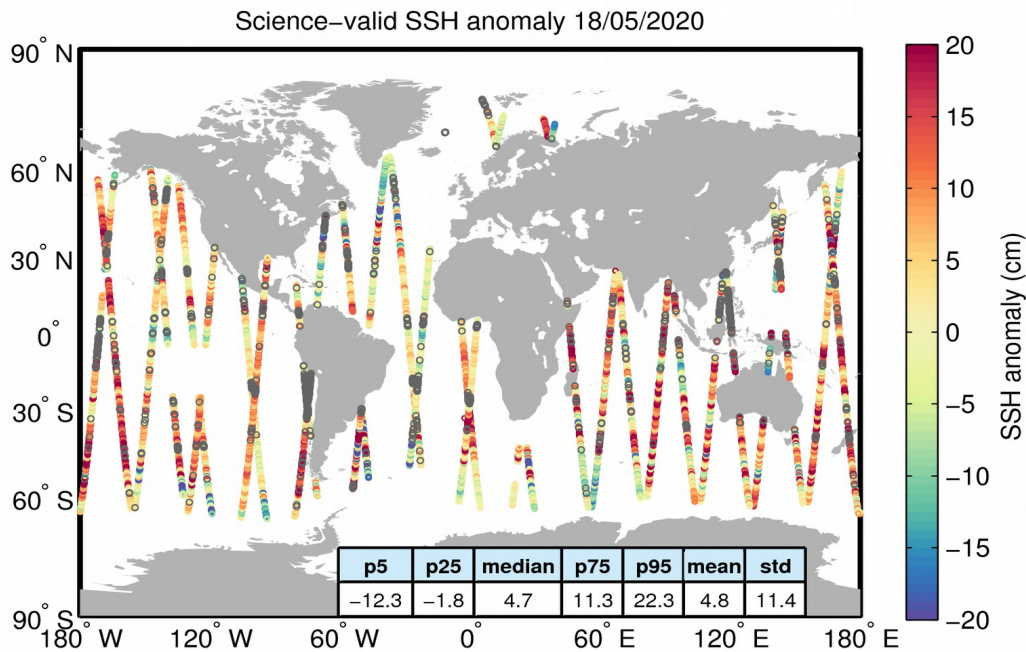 Science−valid SSH anomaly 18/05/2020
90° N
60° N
30° N
0°
30° S
60° S
90° S
180° W
120° W
60° W
0°
60° E
120° E
180° E
p5 p25 median p75 p95 mean std
−12.3 −1.8 4.7 11.3 22.3 4.8 11.4
20
15
10
5
0
−5
−10
−15
−20
SSH anomaly (cm)